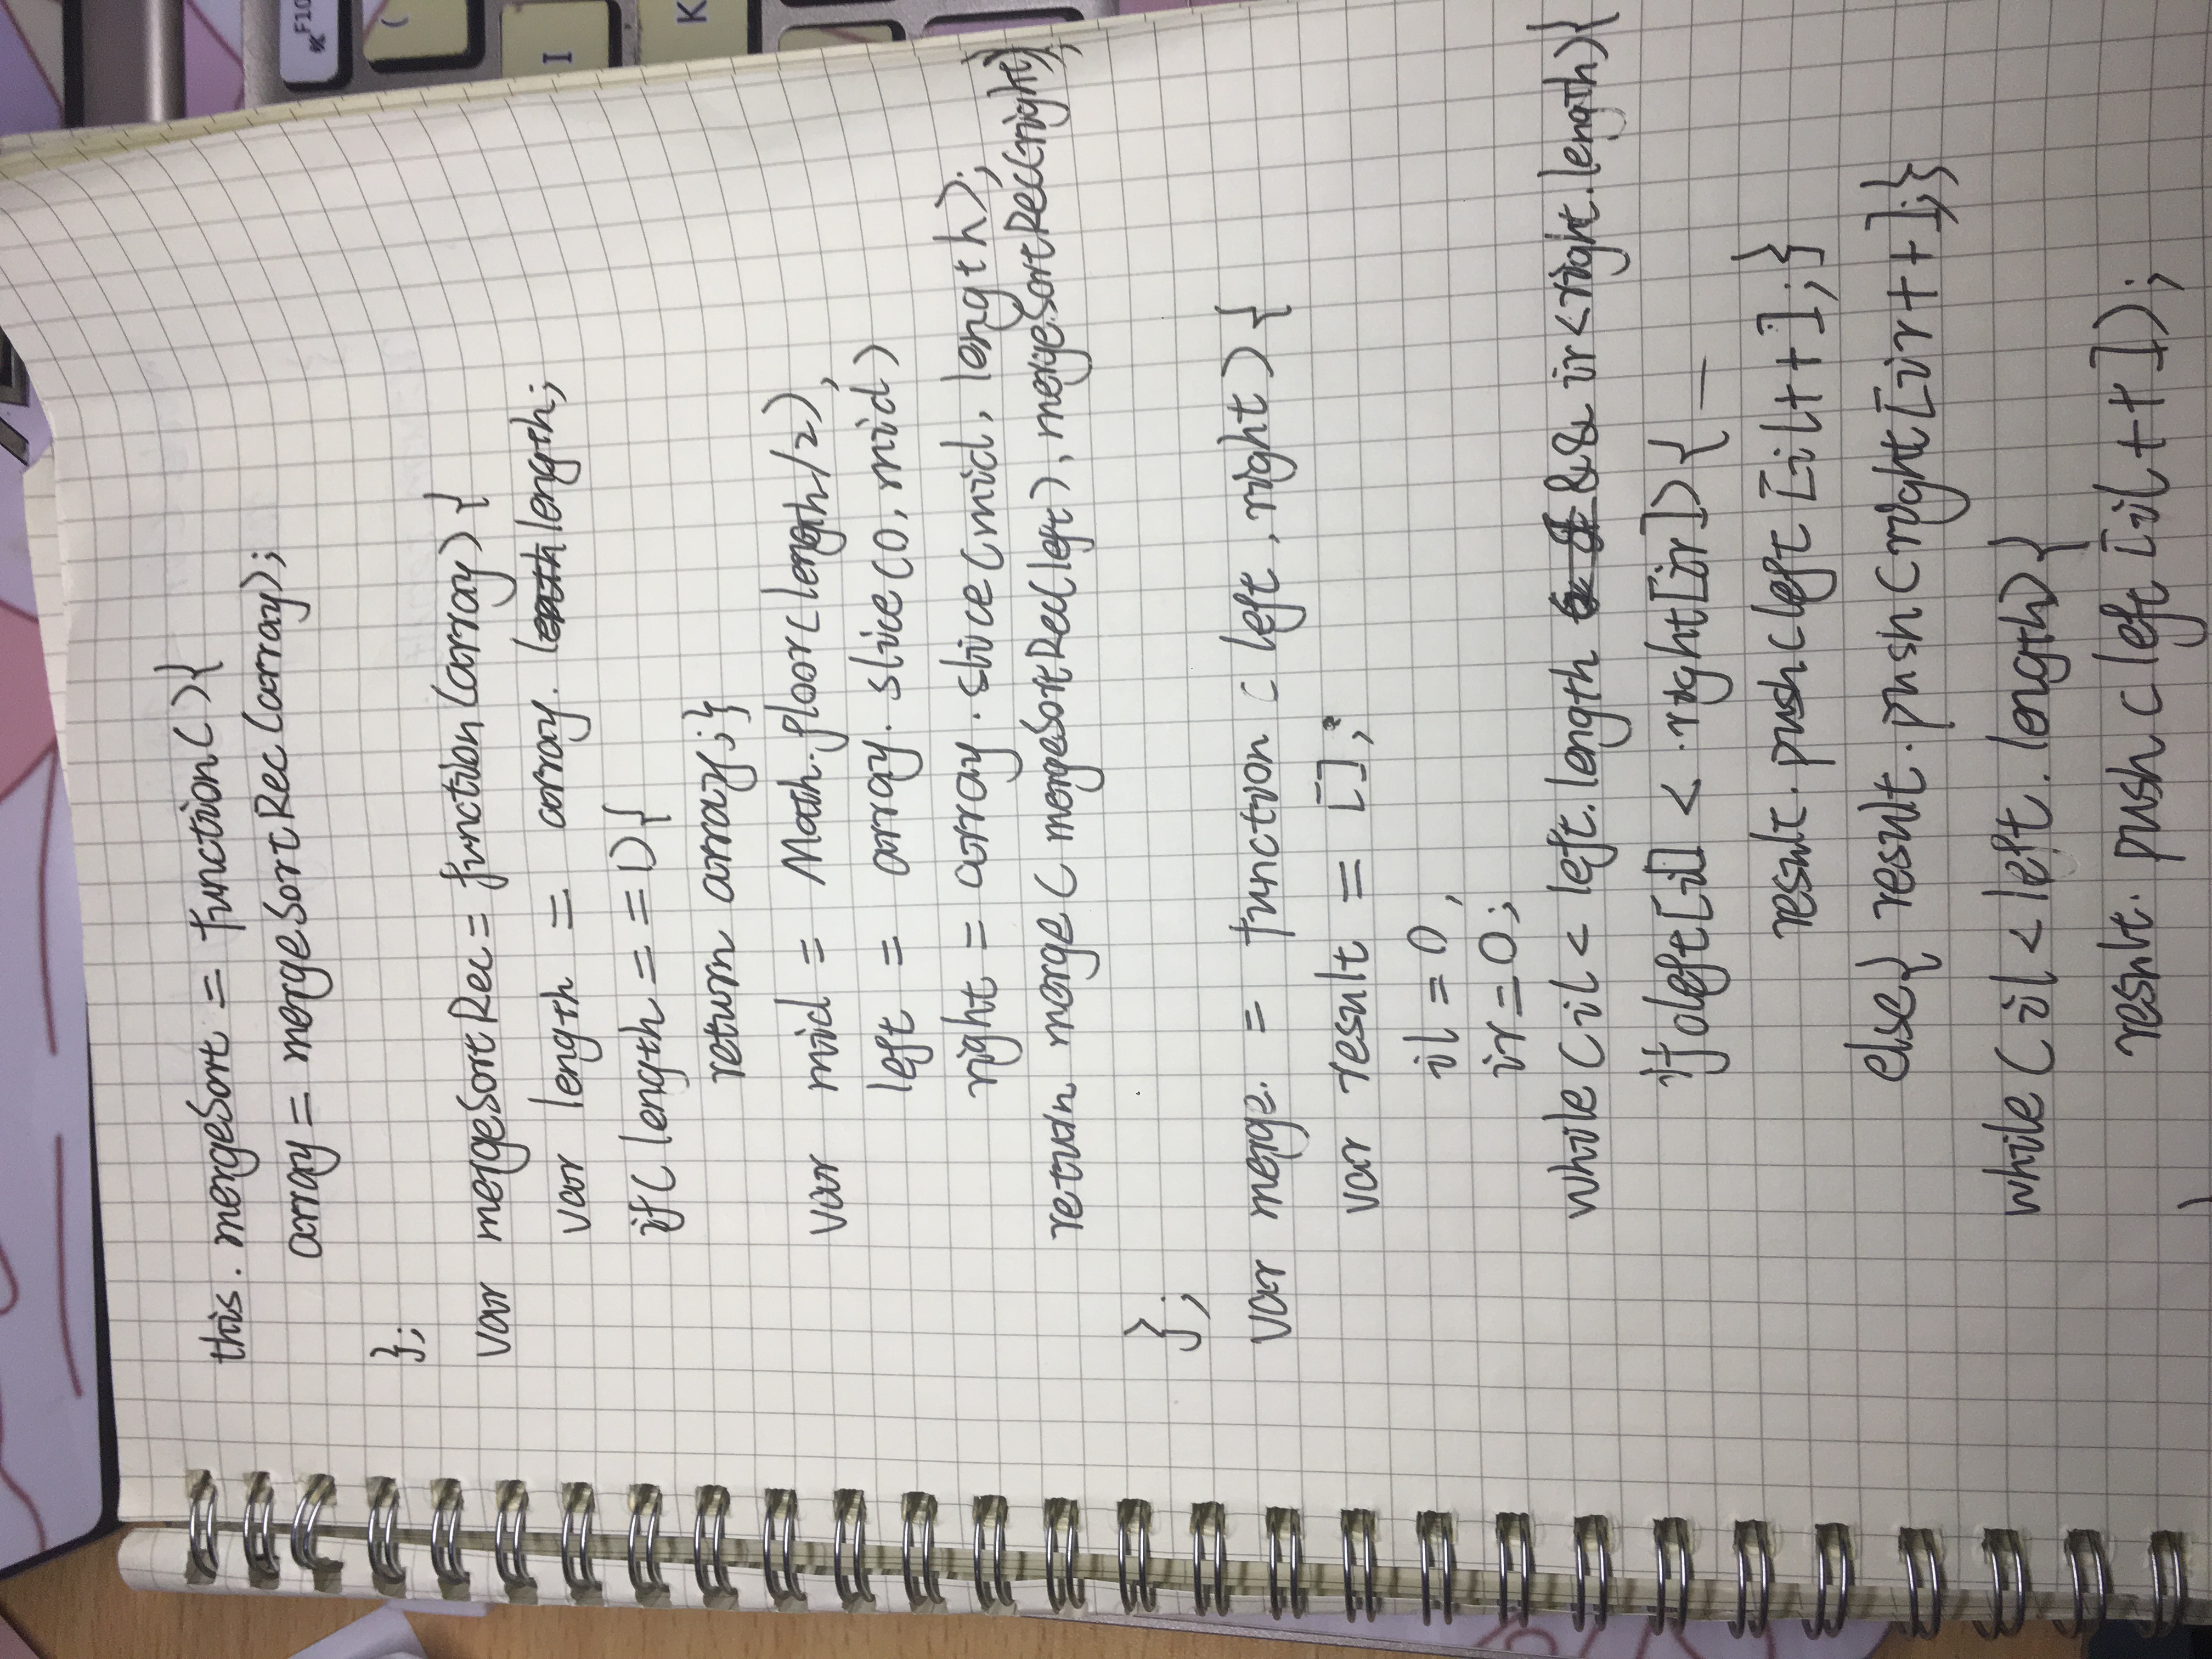 this. mergeSort = function(){
array = mergeSortRec(array);
};
var mergeSortRec = function(array){
var length = array. length;
if( length = = 1){
return array;}
var mid = Math.floor(length/2),
left = array. slice(0, mid)
right = array. slice(mid, length);
return merge( mergeSortRec(left), mergeSortRec(right);
};
var merge. = function ( left , right ) {
var result = [];
il = 0,
ir = 0;
while ( il < left. length && ir < right. length){
if(left[il] < right[ir]){
result. push(left [il++];}
else{ result. push(right[ir++];}
while ( il < left. length){
result. push ( left [il++]);
}
F10
(
I
K